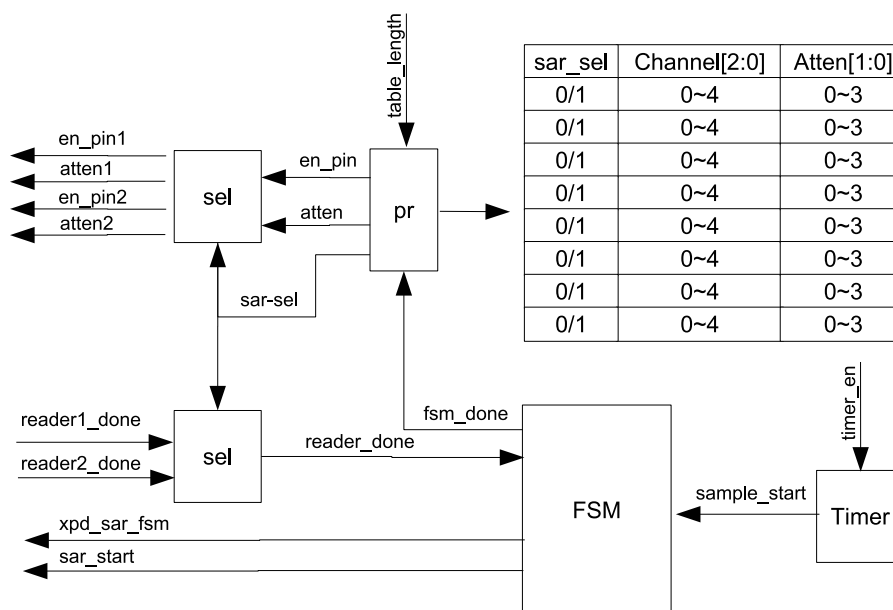 table_length
sar_sel Channel[2:0] Atten[1:0]
0/1 0~4 0~3
0/1 0~4 0~3
0/1 0~4 0~3
0/1 0~4 0~3
0/1 0~4 0~3
0/1 0~4 0~3
0/1 0~4 0~3
0/1 0~4 0~3
en_pin1
atten1
en_pin2
atten2
sel
en_pin
atten
pr
sar-sel
reader1_done
reader2_done
sel
reader_done
fsm_done
timer_en
FSM
sample_start
Timer
xpd_sar_fsm
sar_start